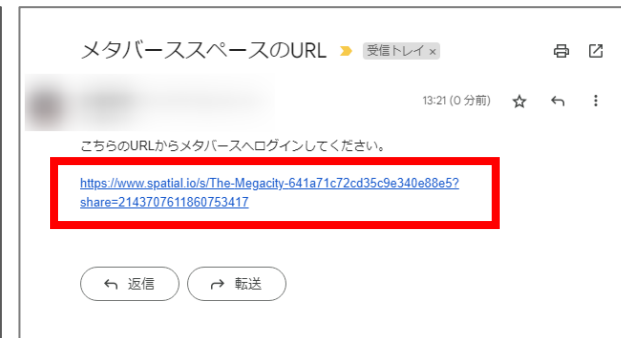 メタバーススペースのURL 受信トレイ ×
13:21 (0 分前)
こちらのURLからメタバースへログインしてください。
https://www.spatial.io/s/The-Megacity-641a71c72cd35c9e340e88e5?
share=2143707611860753417
返信 転送